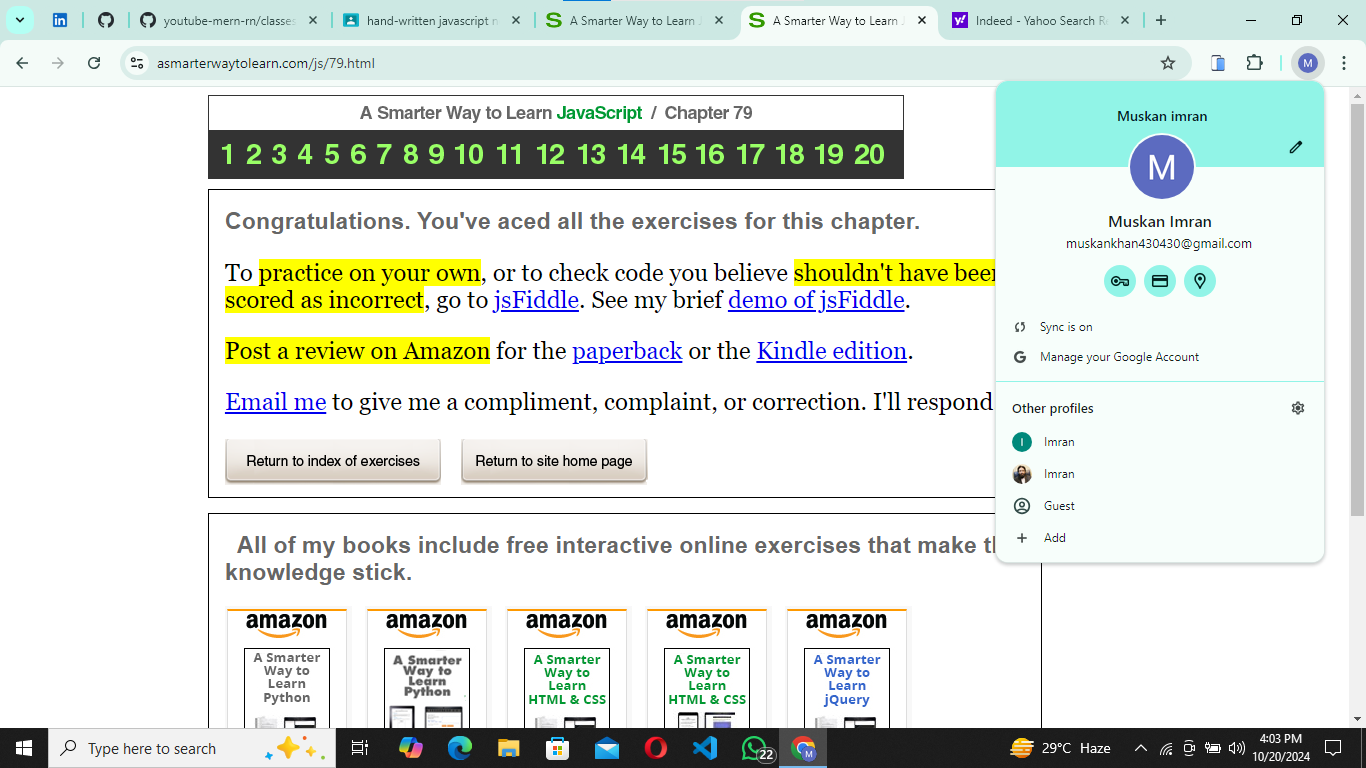 youtube-mern-rn/classes
hand-written javascript n
A Smarter Way to Learn J
A Smarter Way to Learn J
Indeed - Yahoo Search R
asmarterwaytolearn.com/js/79.html
M
A Smarter Way to Learn JavaScript / Chapter 79
1 2 3 4 5 6 7 8 9 10 11 12 13 14 15 16 17 18 19 20
Congratulations. You've aced all the exercises for this chapter.
To practice on your own, or to check code you believe shouldn't have been
scored as incorrect, go to jsFiddle. See my brief demo of jsFiddle.
Post a review on Amazon for the paperback or the Kindle edition.
Email me to give me a compliment, complaint, or correction. I'll respond
Return to index of exercises
Return to site home page
Muskan imran
M
Muskan Imran
muskankhan430430@gmail.com
Sync is on
Manage your Google Account
Other profiles
I Imran
Imran
Guest
Add
All of my books include free interactive online exercises that make th
knowledge stick.
amazon
A Smarter
Way to
Learn
Python
amazon
A Smarter
Way to
Learn
Python
amazon
A Smarter
Way to
Learn
HTML & CSS
amazon
A Smarter
Way to
Learn
HTML & CSS
amazon
A Smarter
Way to
Learn
jQuery
Type here to search
22
M
29°C Haze
4:03 PM
10/20/2024